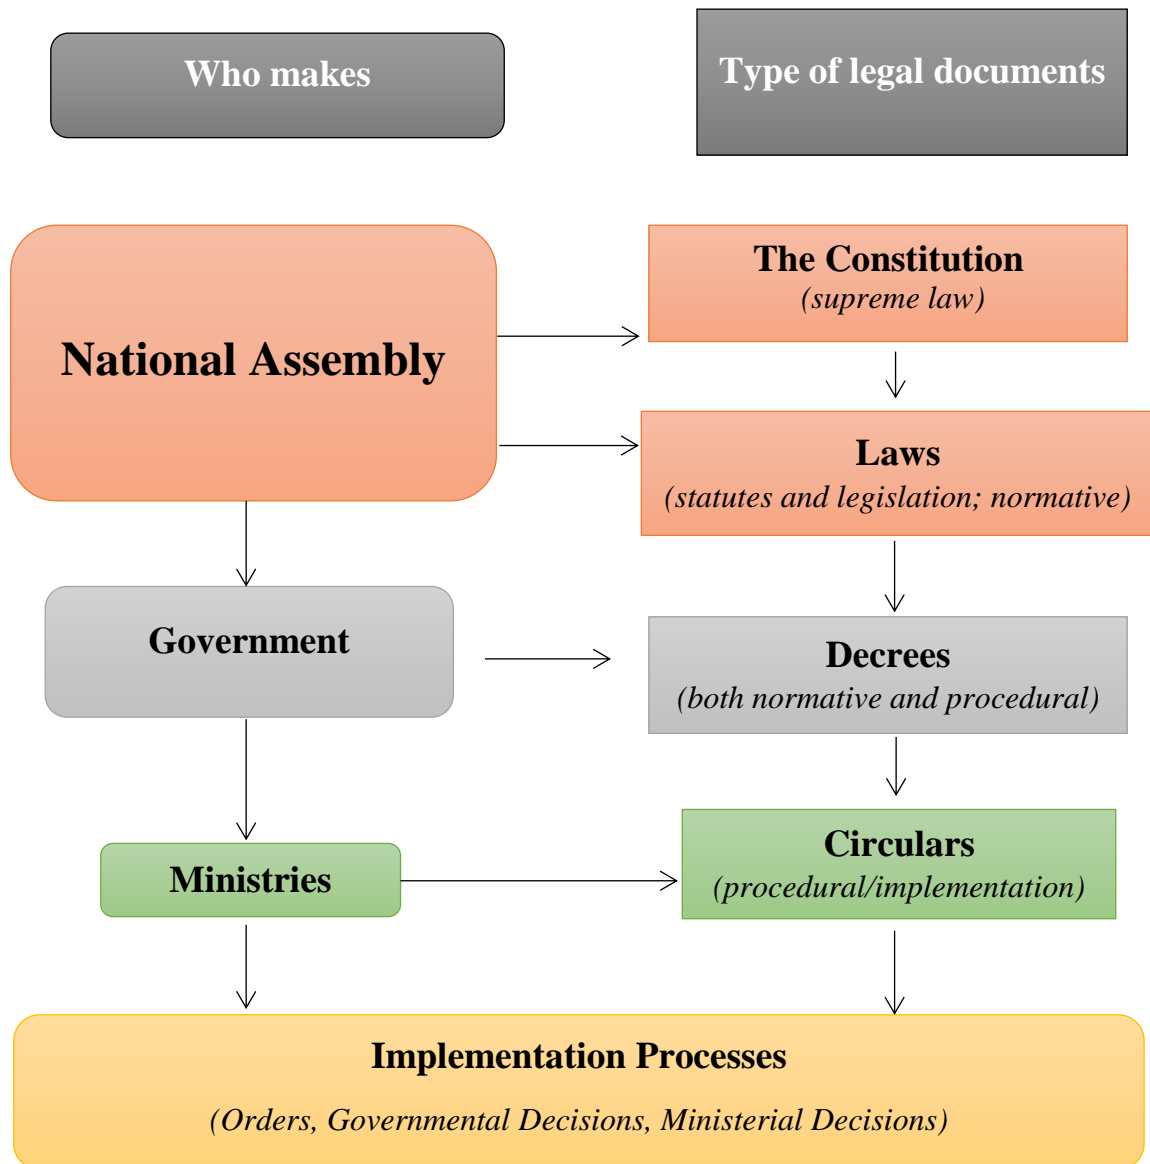 Who makes
Type of legal documents
National Assembly
The Constitution
(supreme law)
Laws
(statutes and legislation; normative)
Government
Decrees
(both normative and procedural)
Ministries
Circulars
(procedural/implementation)
Implementation Processes
(Orders, Governmental Decisions, Ministerial Decisions)